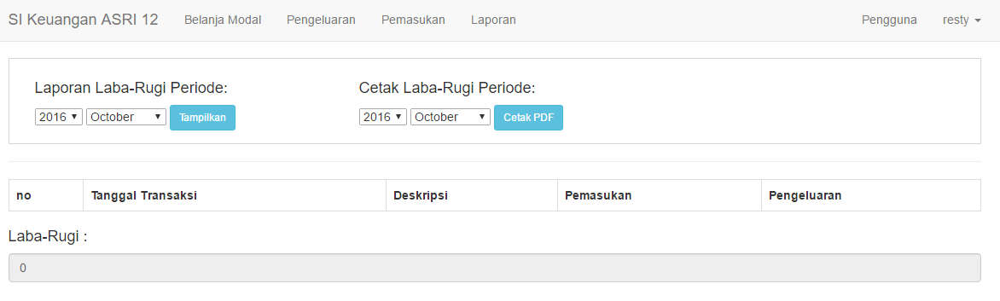 SI Keuangan ASRI 12 Belanja Modal Pengeluaran Pemasukan Laporan Pengguna resty
Laporan Laba-Rugi Periode: Cetak Laba-Rugi Periode:
2016 October Tampilkan 2016 October Cetak PDF
no Tanggal Transaksi Deskripsi Pemasukan Pengeluaran
Laba-Rugi :
0